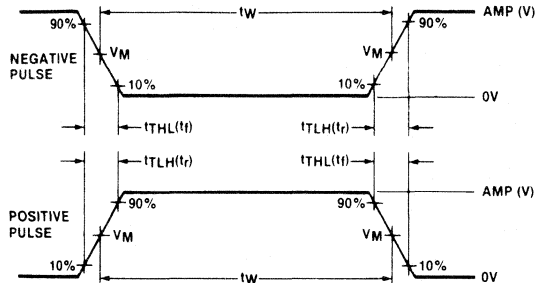 tW
AMP (V)
90%
90%
NEGATIVE
PULSE
VM
VM
10%
10%
0V
tTHL(tf)
tTLH(tr)
tTLH(tr)
tTHL(tf)
AMP (V)
90%
90%
POSITIVE
PULSE
VM
VM
10%
10%
tW
0V